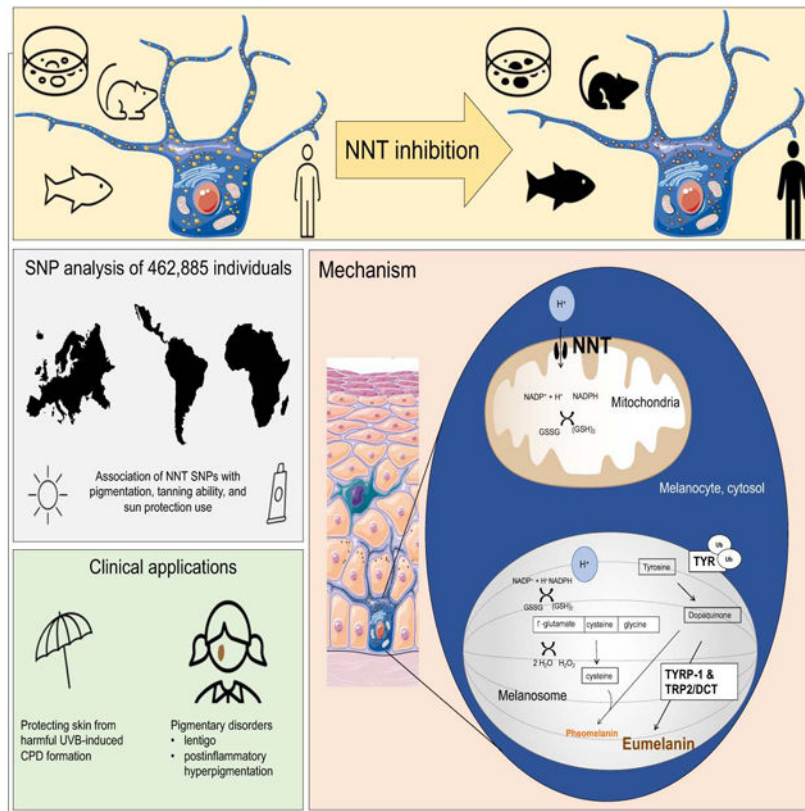 NNT inhibition
SNP analysis of 462,885 individuals
Association of NNT SNPs with
pigmentation, tanning ability, and
sun protection use
Clinical applications
Protecting skin from
harmful UVB-induced
CPD formation
Pigmentary disorders
• lentigo
• postinflammatory
hyperpigmentation
Mechanism
H⁺
NNT
NADP⁺ + H⁺ NADPH
GSSG (GSH)₂
Mitochondria
Melanocyte, cytosol
H⁺
NADP⁺ + H⁺ NADPH
GSSG (GSH)₂
Γ-glutamate cysteine glycine
2 H₂O H₂O₂
cysteine
Melanosome
Tyrosine
TYR
Ub
Ub
Dopaquinone
TYRP-1 &
TRP2/DCT
Pheomelanin
Eumelanin